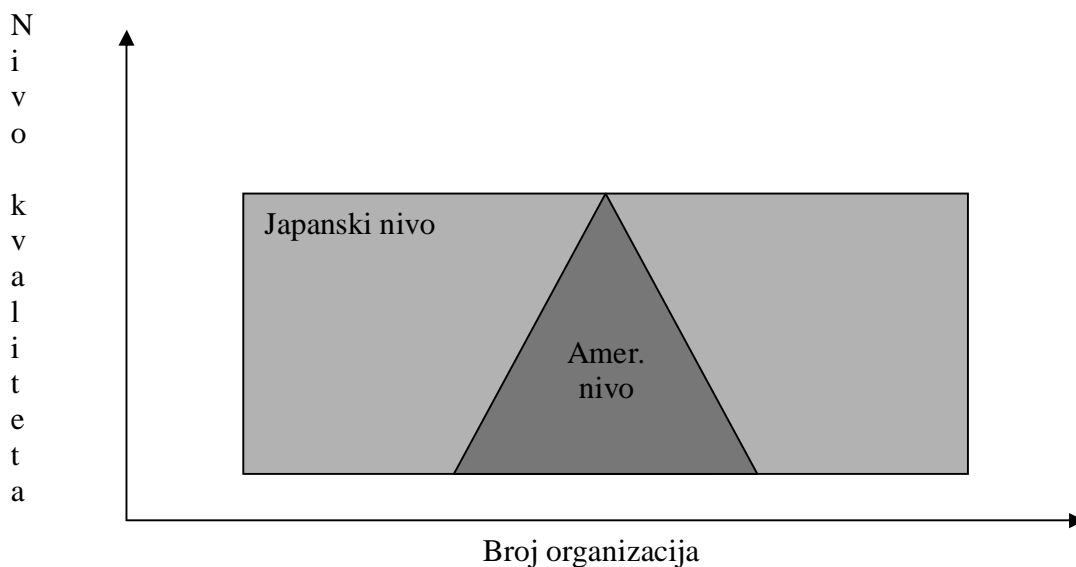 Nivo kvaliteta
Japanski nivo
Amer.
nivo
Broj organizacija